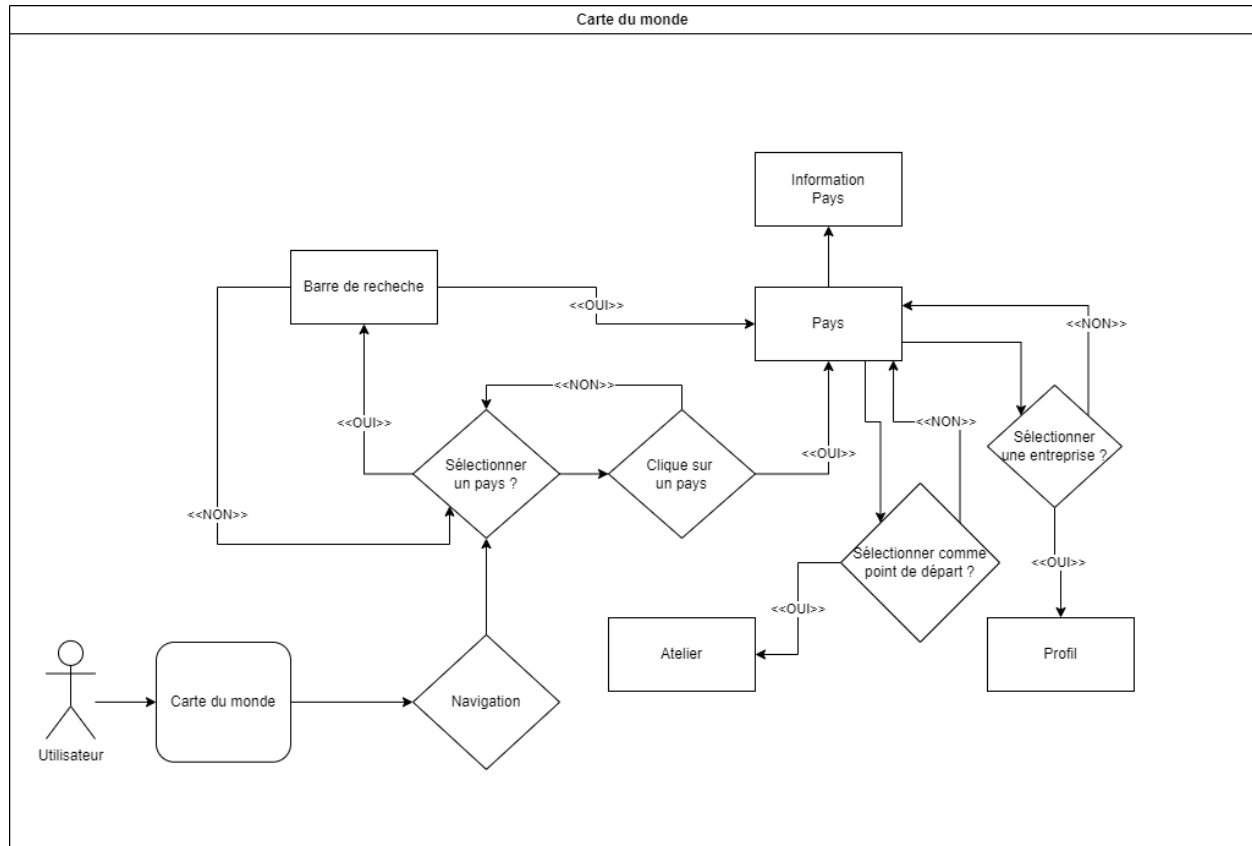 Carte du monde
Information
Pays
Barre de recheche
<<OUI>>
Pays
<<NON>>
<<NON>>
<<OUI>>
<<NON>>
Sélectionner
un pays ?
Clique sur
un pays
<<OUI>>
Sélectionner
une entreprise ?
<<NON>>
Sélectionner comme
point de départ ?
<<OUI>>
<<OUI>>
Atelier
Profil
Navigation
Carte du monde
Utilisateur